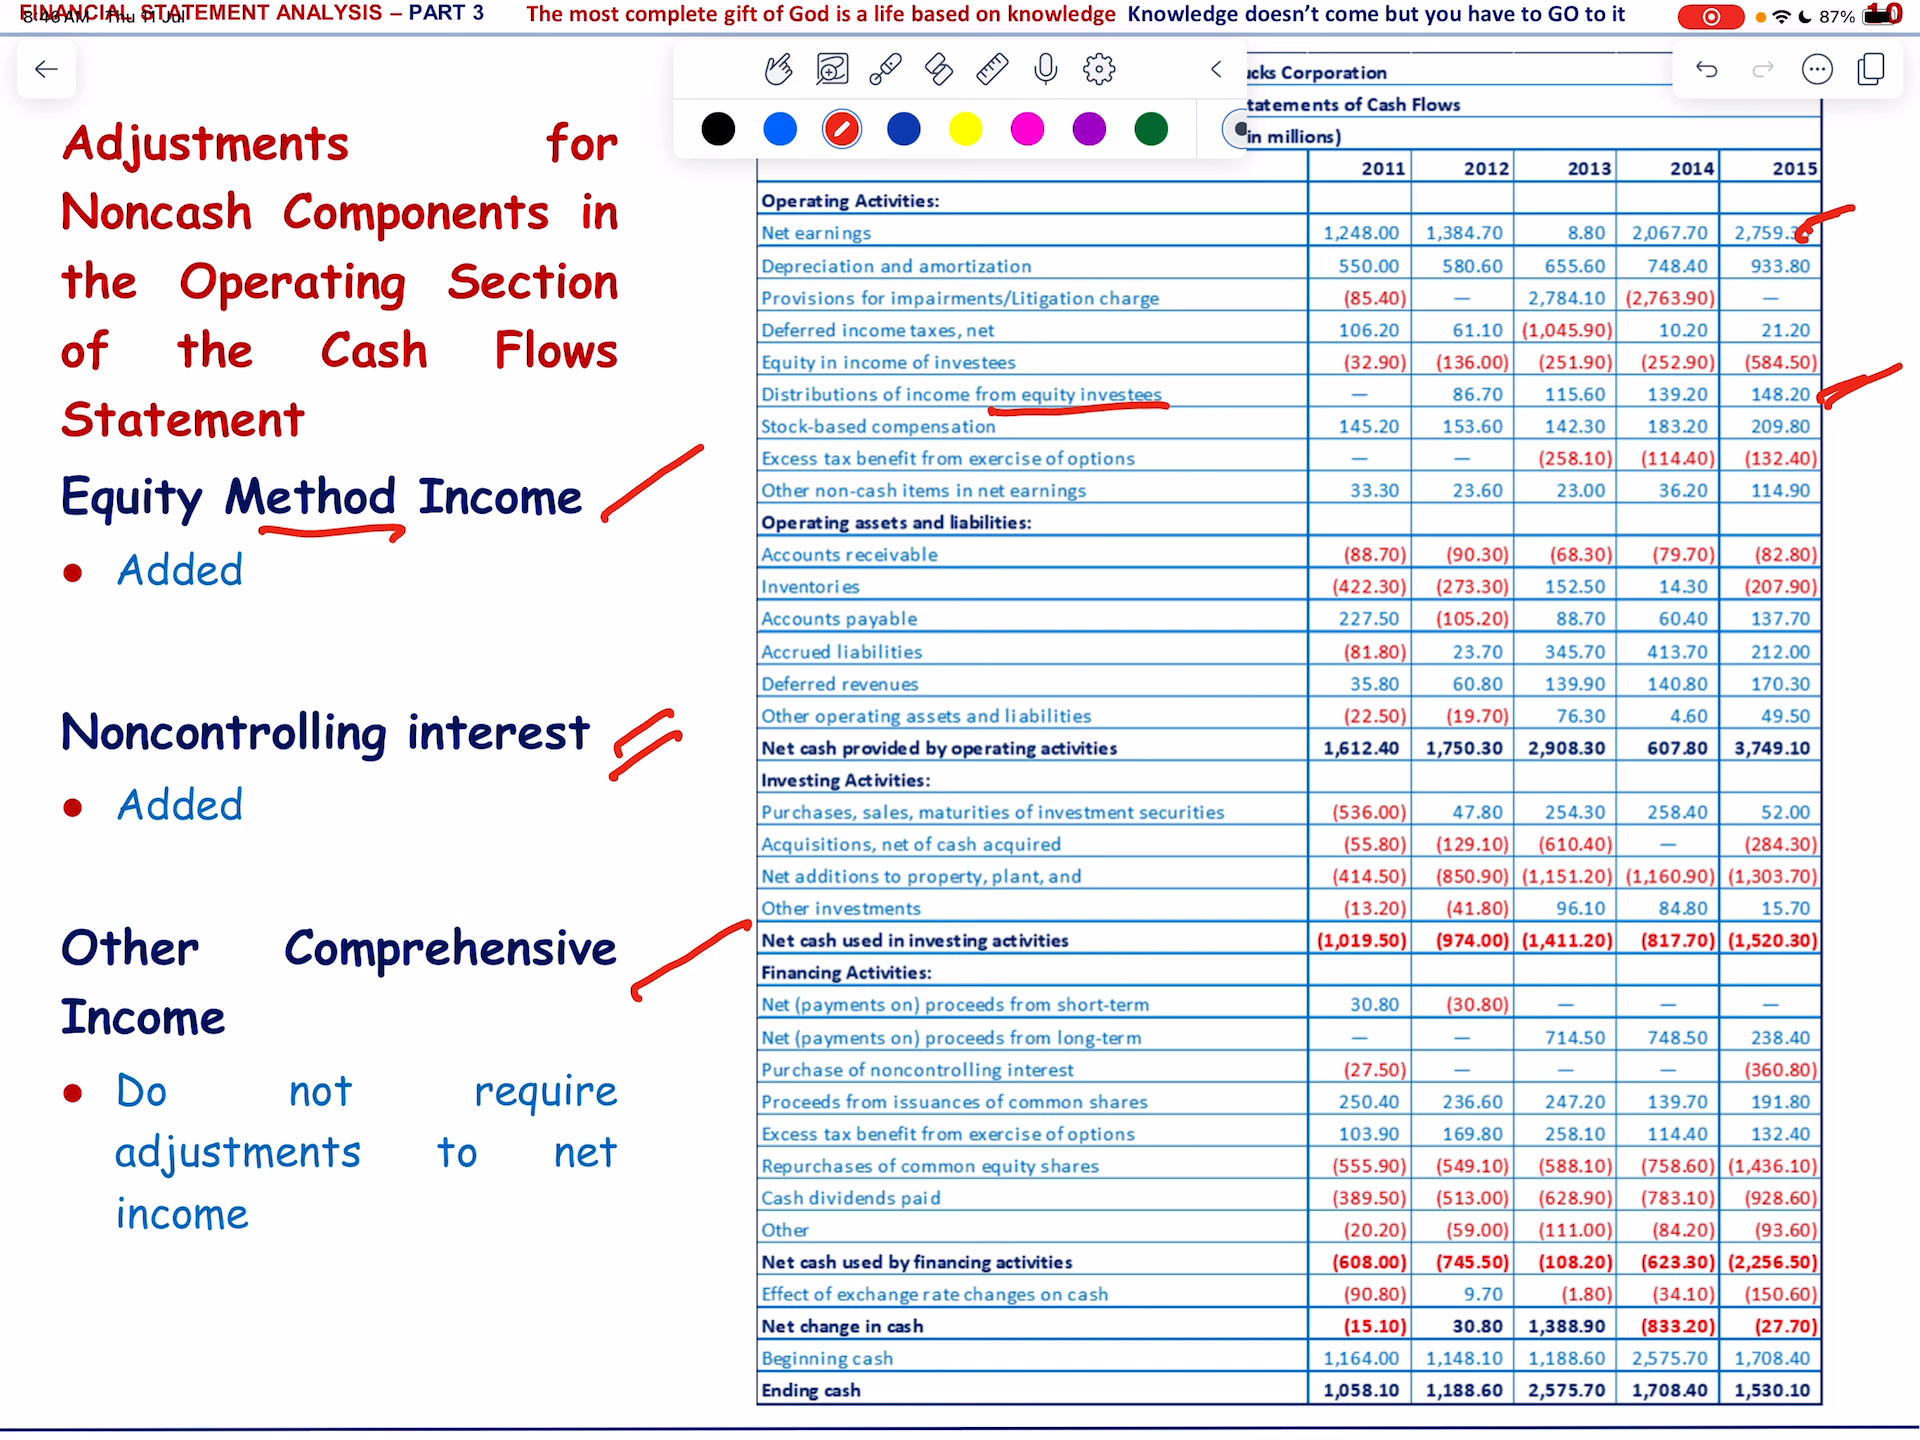 FINANCIAL STATEMENT ANALYSIS – PART 3 The most complete gift of God is a life based on knowledge Knowledge doesn't come but you have to GO to it 10
8:46 AM Thu 11 Jul 87%
Adjustments for
Noncash Components in
the Operating Section
of the Cash Flows
Statement
Equity Method Income
• Added
Noncontrolling interest
• Added
Other Comprehensive
Income
• Do not require
adjustments to net
income
ucks Corporation
tatements of Cash Flows
in millions)
2011 2012 2013 2014 2015
Operating Activities:
Net earnings 1,248.00 1,384.70 8.80 2,067.70 2,759.
Depreciation and amortization 550.00 580.60 655.60 748.40 933.80
Provisions for impairments/Litigation charge (85.40) — 2,784.10 (2,763.90) —
Deferred income taxes, net 106.20 61.10 (1,045.90) 10.20 21.20
Equity in income of investees (32.90) (136.00) (251.90) (252.90) (584.50)
Distributions of income from equity investees — 86.70 115.60 139.20 148.20
Stock-based compensation 145.20 153.60 142.30 183.20 209.80
Excess tax benefit from exercise of options — — (258.10) (114.40) (132.40)
Other non-cash items in net earnings 33.30 23.60 23.00 36.20 114.90
Operating assets and liabilities:
Accounts receivable (88.70) (90.30) (68.30) (79.70) (82.80)
Inventories (422.30) (273.30) 152.50 14.30 (207.90)
Accounts payable 227.50 (105.20) 88.70 60.40 137.70
Accrued liabilities (81.80) 23.70 345.70 413.70 212.00
Deferred revenues 35.80 60.80 139.90 140.80 170.30
Other operating assets and liabilities (22.50) (19.70) 76.30 4.60 49.50
Net cash provided by operating activities 1,612.40 1,750.30 2,908.30 607.80 3,749.10
Investing Activities:
Purchases, sales, maturities of investment securities (536.00) 47.80 254.30 258.40 52.00
Acquisitions, net of cash acquired (55.80) (129.10) (610.40) — (284.30)
Net additions to property, plant, and (414.50) (850.90) (1,151.20) (1,160.90) (1,303.70)
Other investments (13.20) (41.80) 96.10 84.80 15.70
Net cash used in investing activities (1,019.50) (974.00) (1,411.20) (817.70) (1,520.30)
Financing Activities:
Net (payments on) proceeds from short-term 30.80 (30.80) — — —
Net (payments on) proceeds from long-term — — 714.50 748.50 238.40
Purchase of noncontrolling interest (27.50) — — — (360.80)
Proceeds from issuances of common shares 250.40 236.60 247.20 139.70 191.80
Excess tax benefit from exercise of options 103.90 169.80 258.10 114.40 132.40
Repurchases of common equity shares (555.90) (549.10) (588.10) (758.60) (1,436.10)
Cash dividends paid (389.50) (513.00) (628.90) (783.10) (928.60)
Other (20.20) (59.00) (111.00) (84.20) (93.60)
Net cash used by financing activities (608.00) (745.50) (108.20) (623.30) (2,256.50)
Effect of exchange rate changes on cash (90.80) 9.70 (1.80) (34.10) (150.60)
Net change in cash (15.10) 30.80 1,388.90 (833.20) (27.70)
Beginning cash 1,164.00 1,148.10 1,188.60 2,575.70 1,708.40
Ending cash 1,058.10 1,188.60 2,575.70 1,708.40 1,530.10